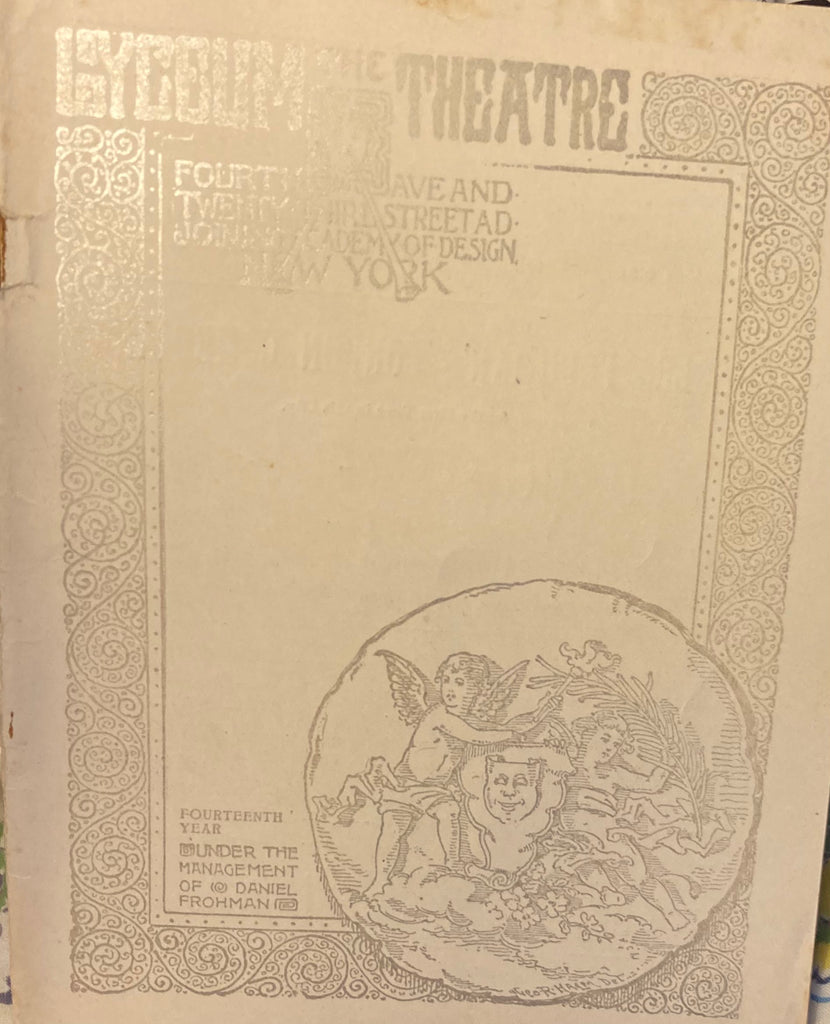 THE
LYCEUM THEATRE
FOURTH AVE AND
TWENTY THIRD STREET AD-
JOINING ACADEMY OF DESIGN,
NEW YORK
FOURTEENTH
YEAR
UNDER THE
MANAGEMENT
OF DANIEL
FROHMAN